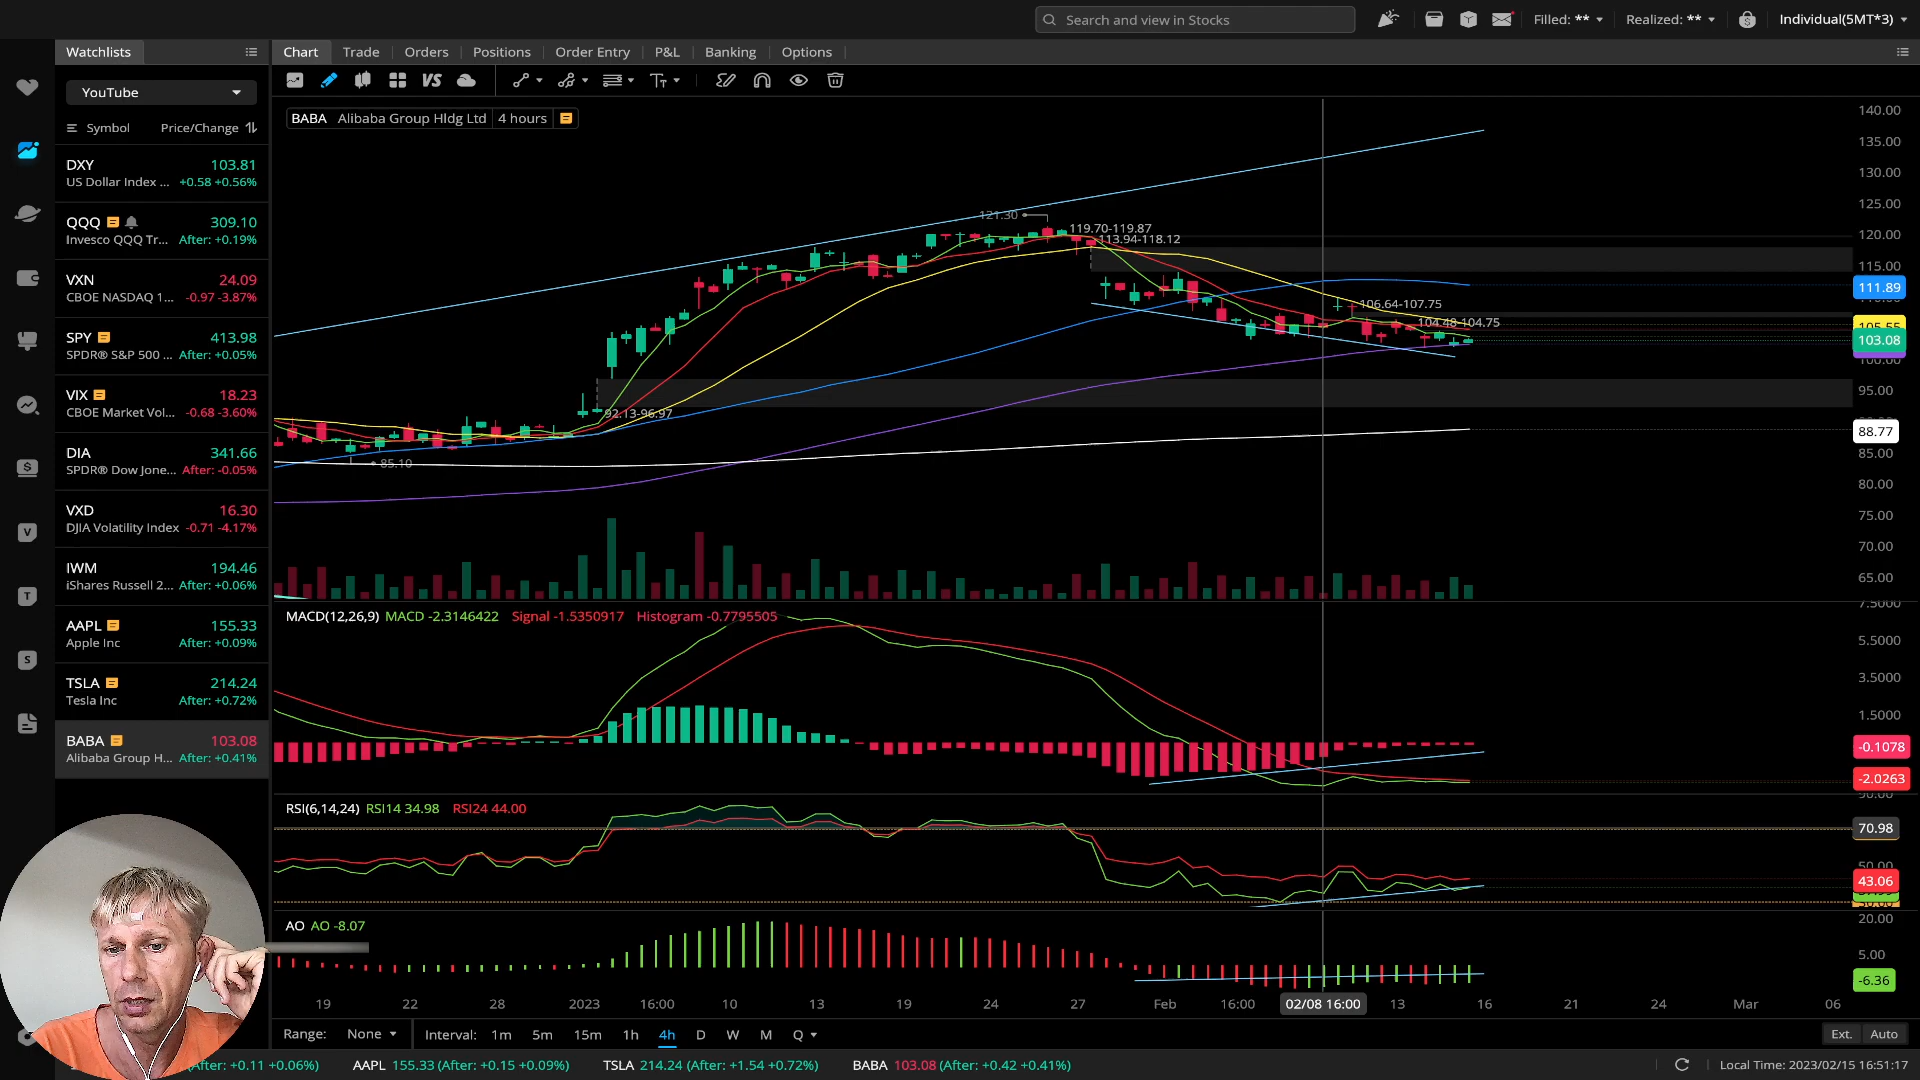 Search and view in Stocks
Filled: **
Realized: **
Individual(5MT*3)
Watchlists
Chart Trade Orders Positions Order Entry P&L Banking Options
YouTube
VS
Symbol Price/Change
BABA Alibaba Group Hldg Ltd 4 hours
DXY 103.81
US Dollar Index ... +0.58 +0.56%
QQQ 309.10
Invesco QQQ Tr... After: +0.19%
VXN 24.09
CBOE NASDAQ 1... -0.97 -3.87%
SPY 413.98
SPDR® S&P 500 ... After: +0.05%
VIX 18.23
CBOE Market Vol... -0.68 -3.60%
DIA 341.66
SPDR® Dow Jone... After: -0.05%
VXD 16.30
DJIA Volatility Index -0.71 -4.17%
IWM 194.46
iShares Russell 2... After: +0.06%
AAPL 155.33
Apple Inc After: +0.09%
TSLA 214.24
Tesla Inc After: +0.72%
BABA 103.08
Alibaba Group H... After: +0.41%
121.30
119.70-119.87
113.94-118.12
106.64-107.75
104.48-104.75
92.13-96.97
85.10
140.00
135.00
130.00
125.00
120.00
115.00
111.89
105.55
103.08
100.00
95.00
88.77
85.00
80.00
75.00
70.00
65.00
MACD(12,26,9) MACD -2.3146422 Signal -1.5350917 Histogram -0.7795505
7.5000
5.5000
3.5000
1.5000
-0.1078
-2.0263
RSI(6,14,24) RSI14 34.98 RSI24 44.00
70.98
50.00
43.06
AO AO -8.07
20.00
5.00
-6.36
19 22 28 2023 16:00 10 13 19 24 27 Feb 16:00 02/08 16:00 13 16 21 24 Mar 06
Range: None Interval: 1m 5m 15m 1h 4h D W M Q
Ext. Auto
(After: +0.11 +0.06%) AAPL 155.33 (After: +0.15 +0.09%) TSLA 214.24 (After: +1.54 +0.72%) BABA 103.08 (After: +0.42 +0.41%)
Local Time: 2023/02/15 16:51:17